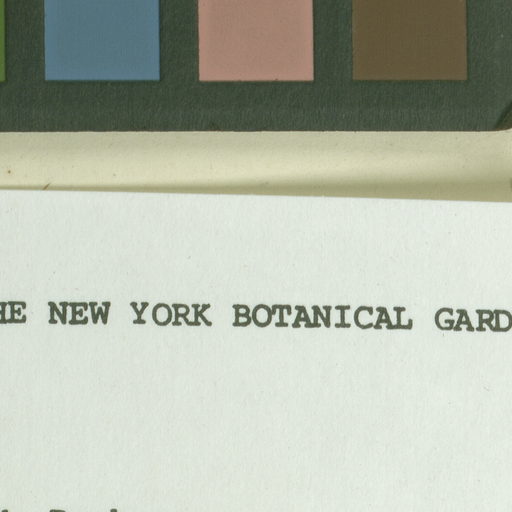 HE NEW YORK BOTANICAL GARD